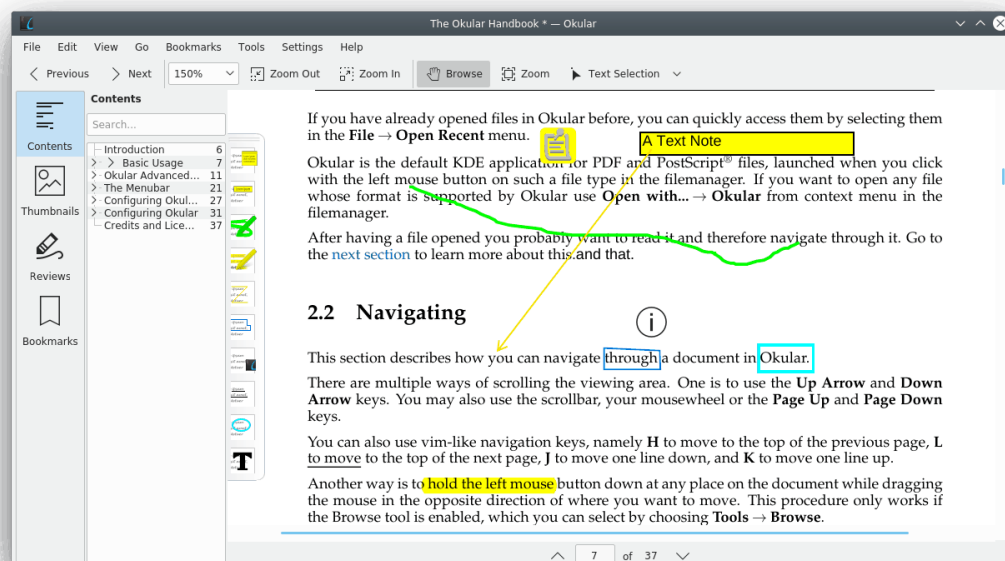 The Okular Handbook * — Okular
File Edit View Go Bookmarks Tools Settings Help
Previous Next 150% Zoom Out Zoom In Browse Zoom Text Selection
Contents
Search...
Introduction 6
Basic Usage 7
Okular Advanced... 11
The Menubar 21
Configuring Okul... 27
Configuring Okular 31
Credits and Lice... 37
Contents
Thumbnails
Reviews
Bookmarks
T
If you have already opened files in Okular before, you can quickly access them by selecting them
in the File → Open Recent menu.
A Text Note
Okular is the default KDE application for PDF and PostScript® files, launched when you click
with the left mouse button on such a file type in the filemanager. If you want to open any file
whose format is supported by Okular use Open with... → Okular from context menu in the
filemanager.
After having a file opened you probably want to read it and therefore navigate through it. Go to
the next section to learn more about this.and that.
2.2 Navigating
i
This section describes how you can navigate through a document in Okular.
There are multiple ways of scrolling the viewing area. One is to use the Up Arrow and Down
Arrow keys. You may also use the scrollbar, your mousewheel or the Page Up and Page Down
keys.
You can also use vim-like navigation keys, namely H to move to the top of the previous page, L
to move to the top of the next page, J to move one line down, and K to move one line up.
Another way is to hold the left mouse button down at any place on the document while dragging
the mouse in the opposite direction of where you want to move. This procedure only works if
the Browse tool is enabled, which you can select by choosing Tools → Browse.
7 of 37